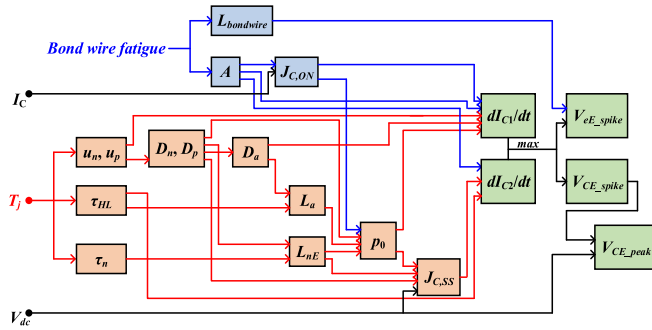 L_bondwire
Bond wire fatigue
A
J_C,ON
I_C
dI_C1/dt
V_eE_spike
u_n, u_p
D_n, D_p
D_a
max
dI_C2/dt
V_CE_spike
T_j
τ_HL
L_a
p_0
V_CE_peak
τ_n
L_nE
J_C,SS
V_dc